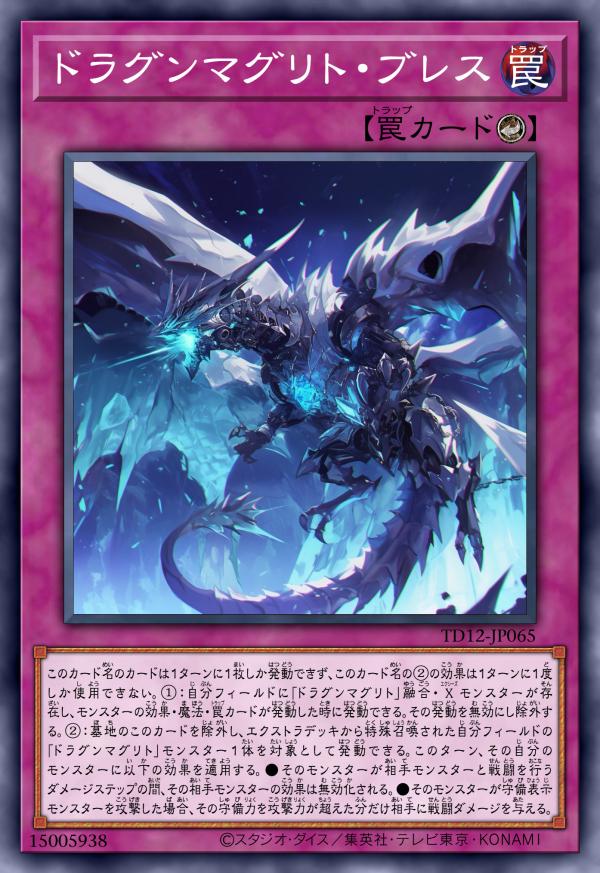 ドラグンマグリト・ブレス 罠
【罠カード】
TD12-JP065
このカード名のカードは1ターンに1枚しか発動できず、このカード名の②の効果は1ターンに1度
しか使用できない。①:自分フィールドに「ドラグンマグリト」融合・Xモンスターが存
在し、モンスターの効果・魔法・罠カードが発動した時に発動できる。その発動を無効にし除外す
る。②:墓地のこのカードを除外し、エクストラデッキから特殊召喚された自分フィールドの
「ドラグンマグリト」モンスター1体を対象として発動できる。このターン、その自分の
モンスターに以下の効果を適用する。●そのモンスターが相手モンスターと戦闘を行う
ダメージステップの間、その相手モンスターの効果は無効化される。●そのモンスターが守備表示
モンスターを攻撃した場合、その守備力を攻撃力が超えた分だけ相手に戦闘ダメージを与える。
15005938 ©スタジオ・ダイス/集英社・テレビ東京・KONAMI